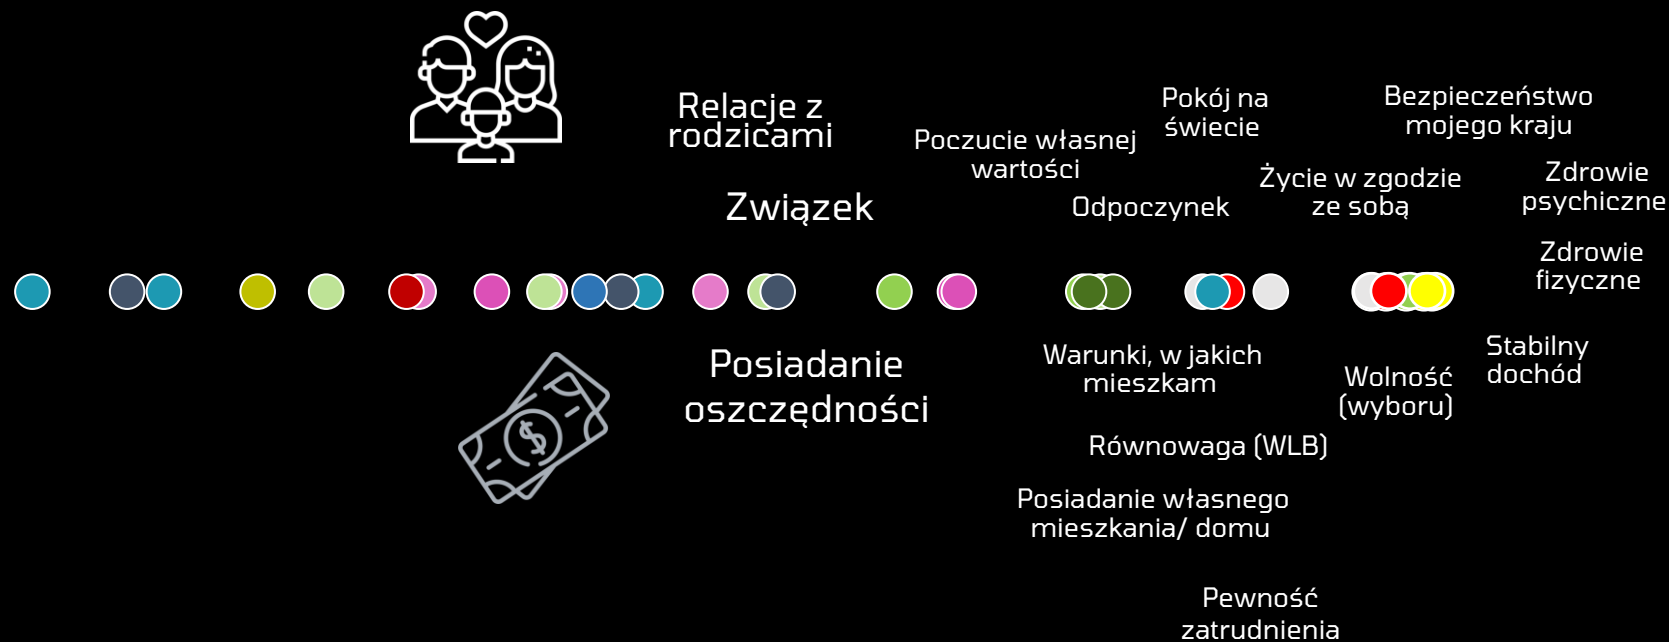 Relacje z
rodzicami
Związek
Poczucie własnej
wartości
Pokój na
świecie
Odpoczynek
Bezpieczeństwo
mojego kraju
Życie w zgodzie
ze sobą
Zdrowie
psychiczne
Zdrowie
fizyczne
Posiadanie
oszczędności
$
Warunki, w jakich
mieszkam
Stabilny
dochód
Wolność
(wyboru)
Równowaga (WLB)
Posiadanie własnego
mieszkania/ domu
Pewność
zatrudnienia